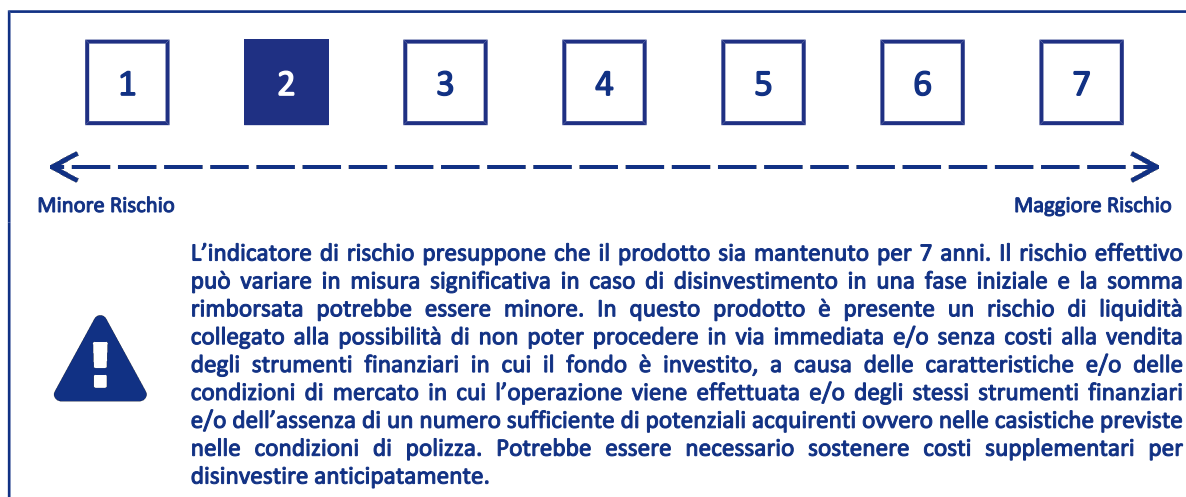 1 2 3 4 5 6 7
Minore Rischio Maggiore Rischio
L’indicatore di rischio presuppone che il prodotto sia mantenuto per 7 anni. Il rischio effettivo
può variare in misura significativa in caso di disinvestimento in una fase iniziale e la somma
rimborsata potrebbe essere minore. In questo prodotto è presente un rischio di liquidità
collegato alla possibilità di non poter procedere in via immediata e/o senza costi alla vendita
degli strumenti finanziari in cui il fondo è investito, a causa delle caratteristiche e/o delle
condizioni di mercato in cui l’operazione viene effettuata e/o degli stessi strumenti finanziari
e/o dell’assenza di un numero sufficiente di potenziali acquirenti ovvero nelle casistiche previste
nelle condizioni di polizza. Potrebbe essere necessario sostenere costi supplementari per
disinvestire anticipatamente.